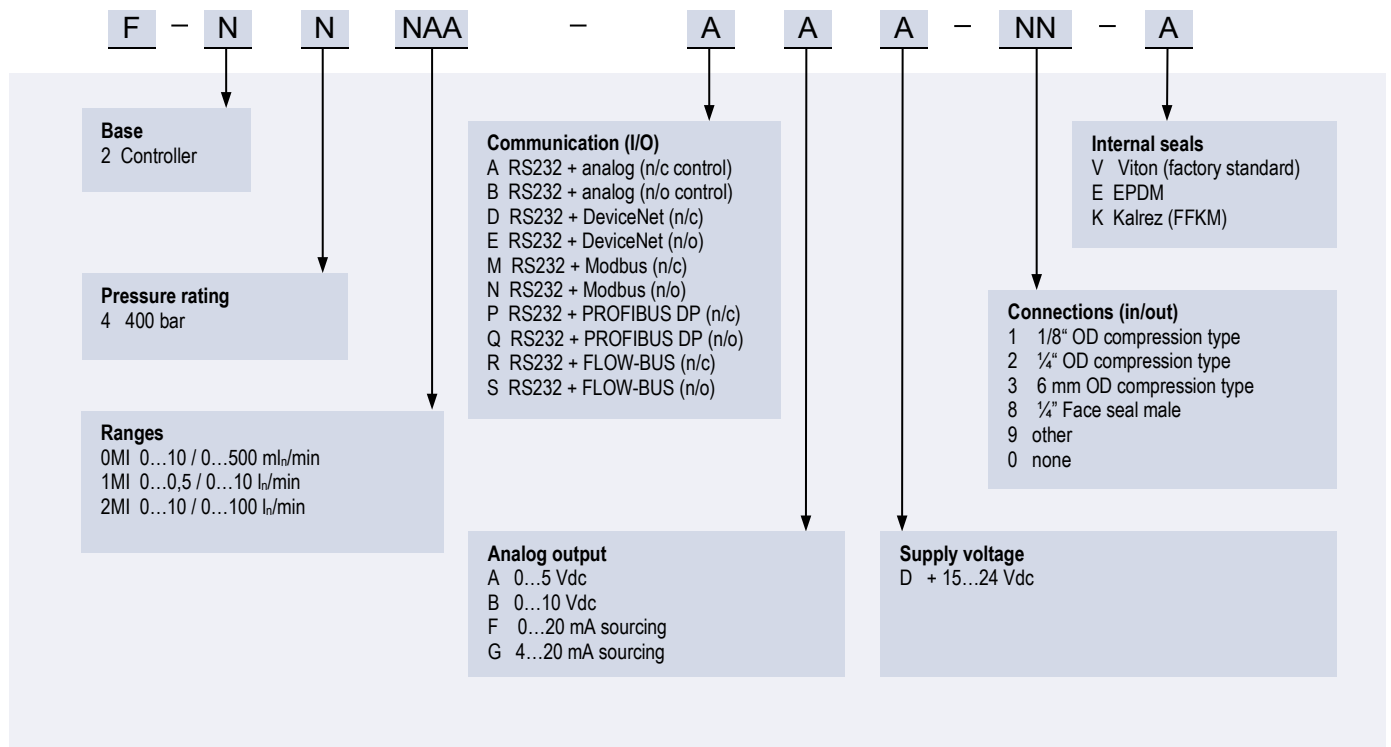 F – N N NAA – A A A – NN – A
Base
2 Controller
Pressure rating
4 400 bar
Ranges
0MI 0…10 / 0…500 mlₙ/min
1MI 0…0,5 / 0…10 lₙ/min
2MI 0…10 / 0…100 lₙ/min
Communication (I/O)
A RS232 + analog (n/c control)
B RS232 + analog (n/o control)
D RS232 + DeviceNet (n/c)
E RS232 + DeviceNet (n/o)
M RS232 + Modbus (n/c)
N RS232 + Modbus (n/o)
P RS232 + PROFIBUS DP (n/c)
Q RS232 + PROFIBUS DP (n/o)
R RS232 + FLOW-BUS (n/c)
S RS232 + FLOW-BUS (n/o)
Analog output
A 0…5 Vdc
B 0…10 Vdc
F 0…20 mA sourcing
G 4…20 mA sourcing
Supply voltage
D + 15…24 Vdc
Connections (in/out)
1 1/8“ OD compression type
2 ¼“ OD compression type
3 6 mm OD compression type
8 ¼” Face seal male
9 other
0 none
Internal seals
V Viton (factory standard)
E EPDM
K Kalrez (FFKM)